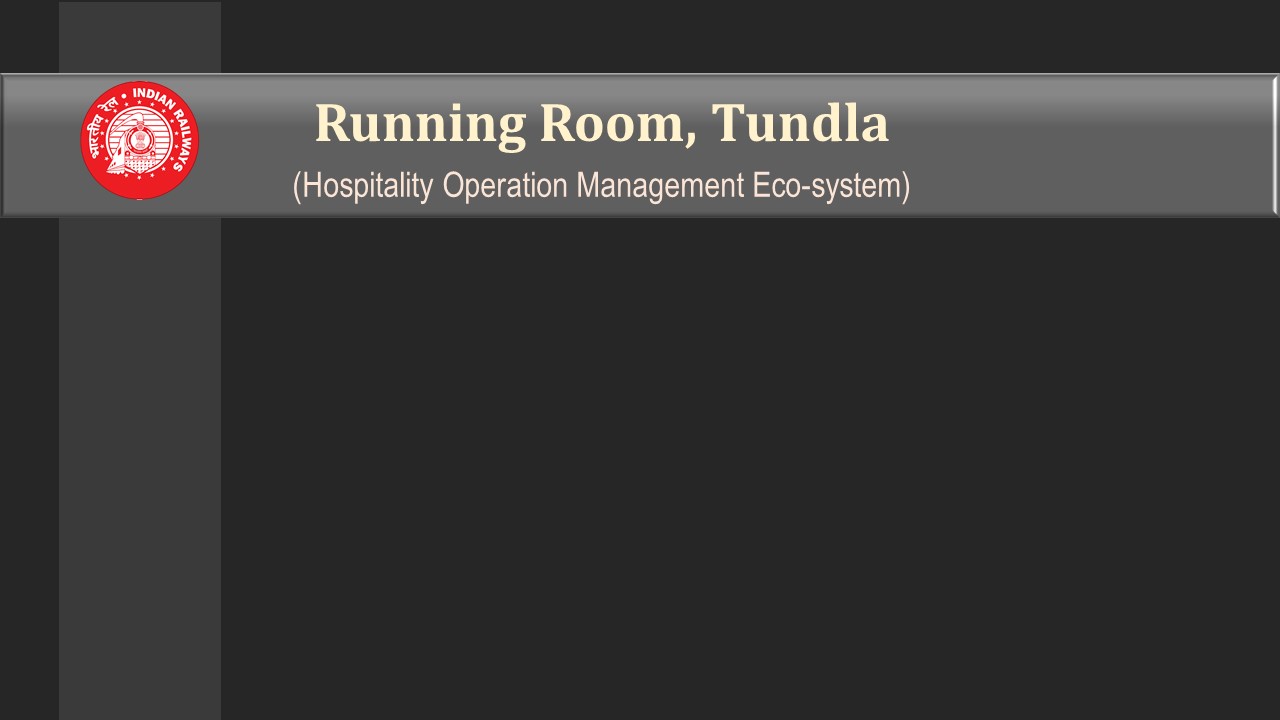 भारतीय रेल • INDIAN RAILWAYS
Running Room, Tundla
(Hospitality Operation Management Eco-system)